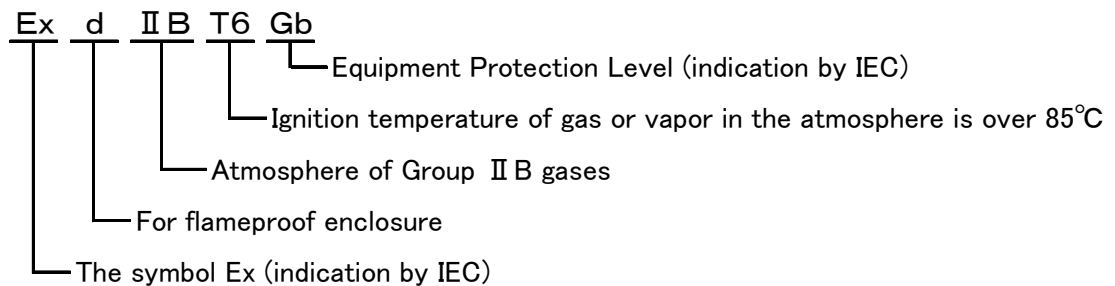 Ex d ⅡB T6 Gb
Equipment Protection Level (indication by IEC)
Ignition temperature of gas or vapor in the atmosphere is over 85℃
Atmosphere of Group ⅡB gases
For flameproof enclosure
The symbol Ex (indication by IEC)